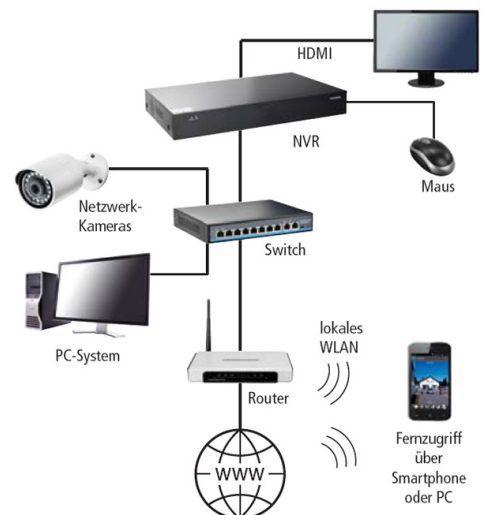 HDMI
NVR
Maus
Netzwerk-
Kameras
Switch
PC-System
lokales
WLAN
Router
WWW
Fernzugriff
über
Smartphone
oder PC